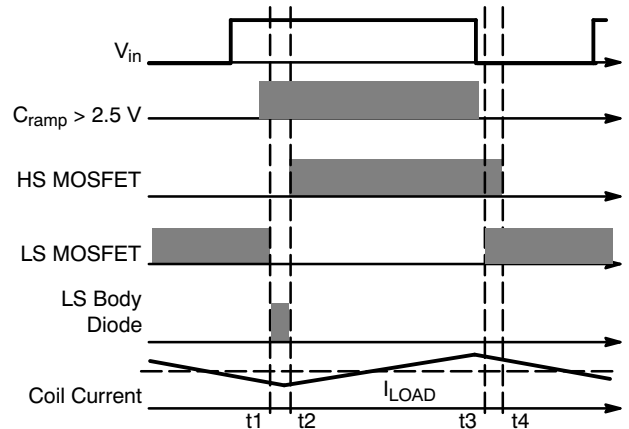 Vin
Cramp > 2.5 V
HS MOSFET
LS MOSFET
LS Body
Diode
Coil Current
ILOAD
t1 t2 t3 t4